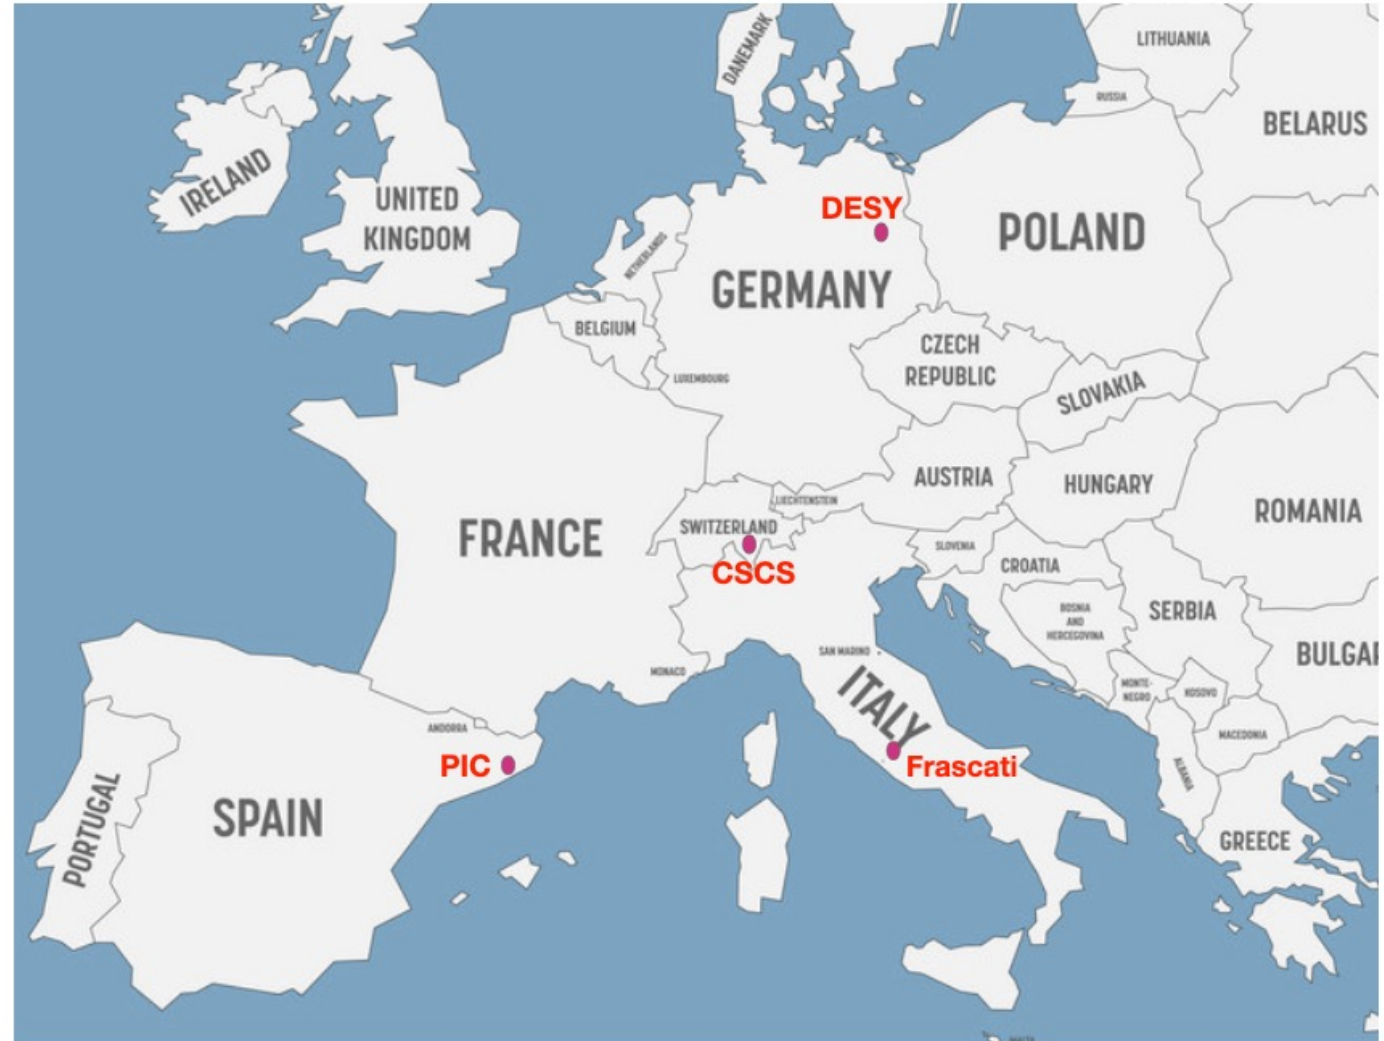 DANEMARK
LITHUANIA
RUSSIA
BELARUS
IRELAND
UNITED
KINGDOM
NETHERLANDS
DESY
POLAND
GERMANY
BELGIUM
LUXEMBOURG
CZECH
REPUBLIC
SLOVAKIA
AUSTRIA
HUNGARY
LIECHTENSTEIN
ROMANIA
FRANCE
SWITZERLAND
CSCS
SLOVENIA
CROATIA
BOSNIA
AND
HERCEGOVINA
SERBIA
BULGAR
SAN MARINO
MONACO
ITALY
MONTE-
NEGRO
KOSOVO
ANDORRA
MACEDONIA
PIC
Frascati
ALBANIA
SPAIN
PORTUGAL
GREECE